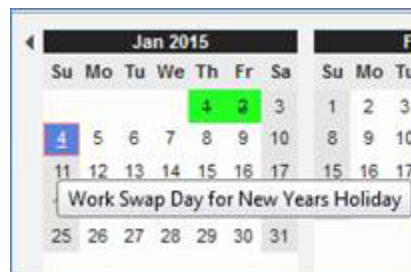 Jan 2015 F
Su Mo Tu We Th Fr Sa Su Mo Tu
1 2 3 1 2 3
4 5 6 7 8 9 10 8 9 10
11 12 13 14 15 16 17 15 16 17
Work Swap Day for New Years Holiday
25 26 27 28 29 30 31